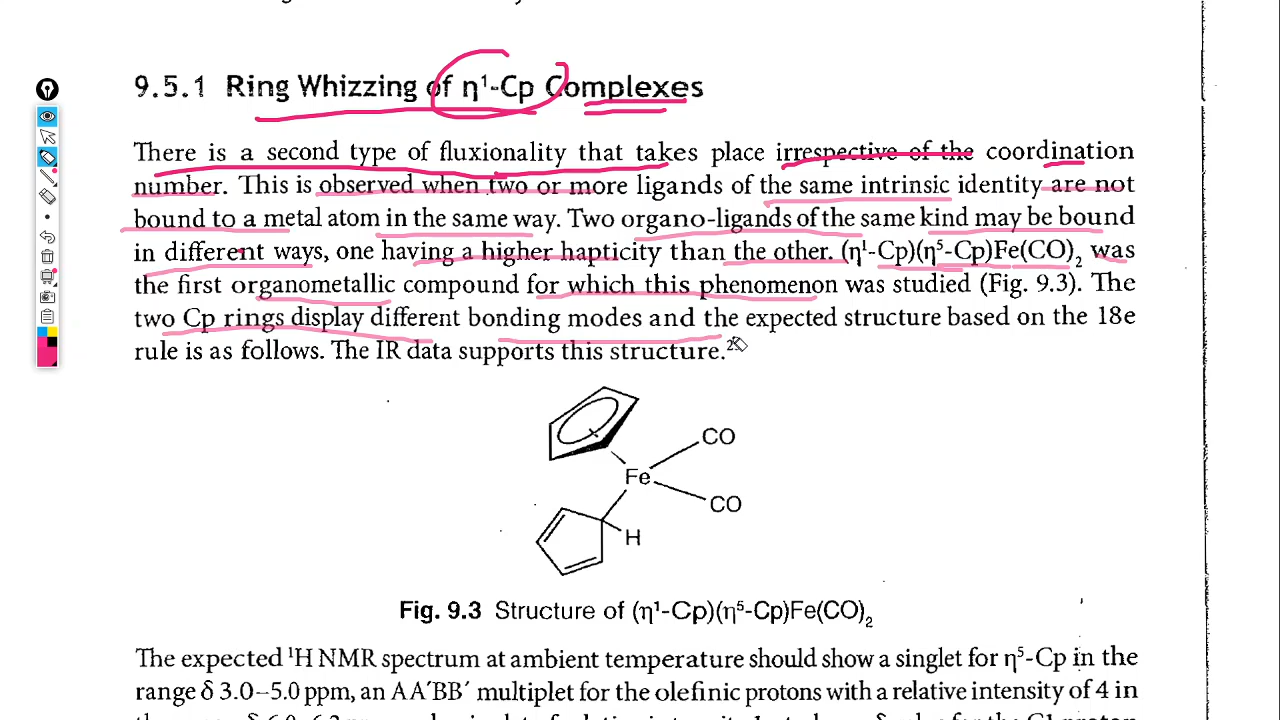 9.5.1 Ring Whizzing of η¹-Cp Complexes
There is a second type of fluxionality that takes place irrespective of the coordination
number. This is observed when two or more ligands of the same intrinsic identity are not
bound to a metal atom in the same way. Two organo-ligands of the same kind may be bound
in different ways, one having a higher hapticity than the other. (η¹-Cp)(η⁵-Cp)Fe(CO)₂ was
the first organometallic compound for which this phenomenon was studied (Fig. 9.3). The
two Cp rings display different bonding modes and the expected structure based on the 18e
rule is as follows. The IR data supports this structure.
CO
Fe
CO
H
Fig. 9.3 Structure of (η¹-Cp)(η⁵-Cp)Fe(CO)₂
The expected ¹H NMR spectrum at ambient temperature should show a singlet for η⁵-Cp in the
range δ 3.0–5.0 ppm, an AA′BB′ multiplet for the olefinic protons with a relative intensity of 4 in